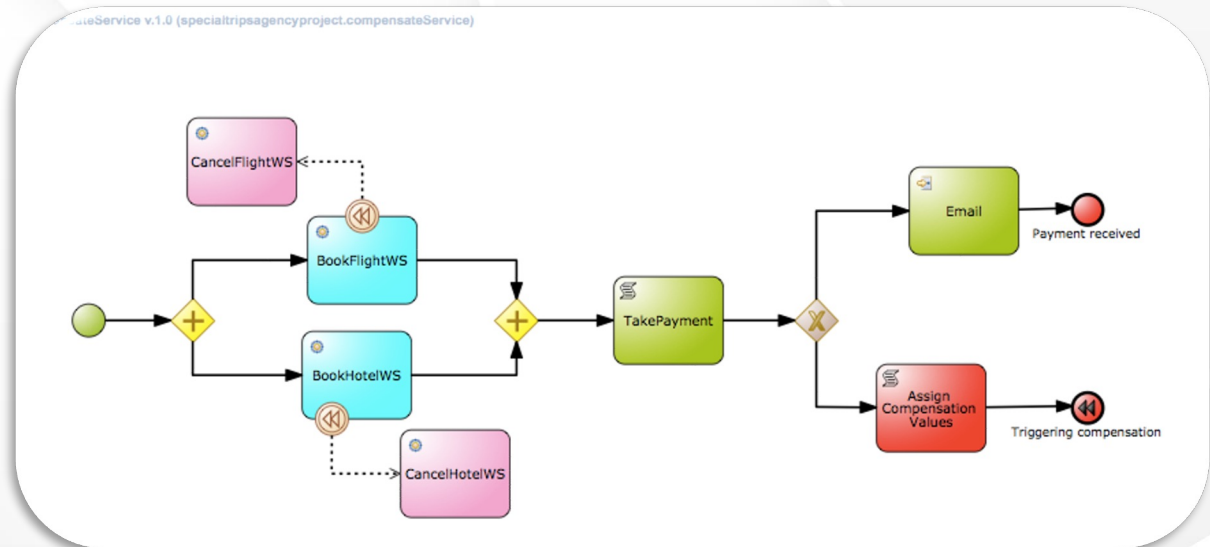 ateService v.1.0 (specialtripsagencyproject.compensateService)
CancelFlightWS
BookFlightWS
BookHotelWS
CancelHotelWS
TakePayment
X
Email
Payment received
Assign
Compensation
Values
Triggering compensation